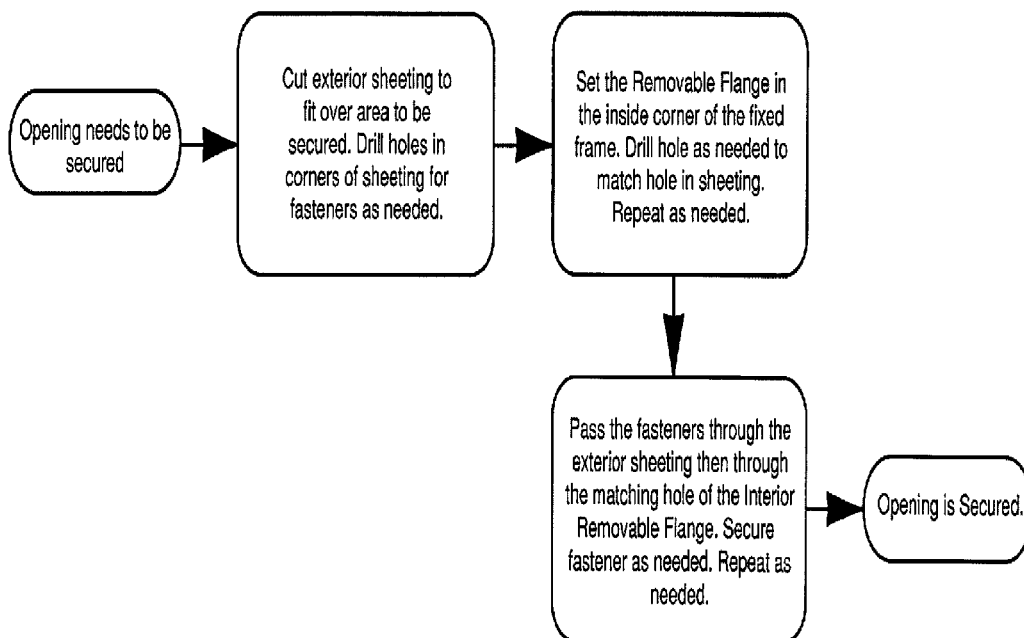 Opening needs to be
secured
Cut exterior sheeting to
fit over area to be
secured. Drill holes in
corners of sheeting for
fasteners as needed.
Set the Removable Flange in
the inside corner of the fixed
frame. Drill hole as needed to
match hole in sheeting.
Repeat as needed.
Pass the fasteners through the
exterior sheeting then through
the matching hole of the Interior
Removable Flange. Secure
fastener as needed. Repeat as
needed.
Opening is Secured.